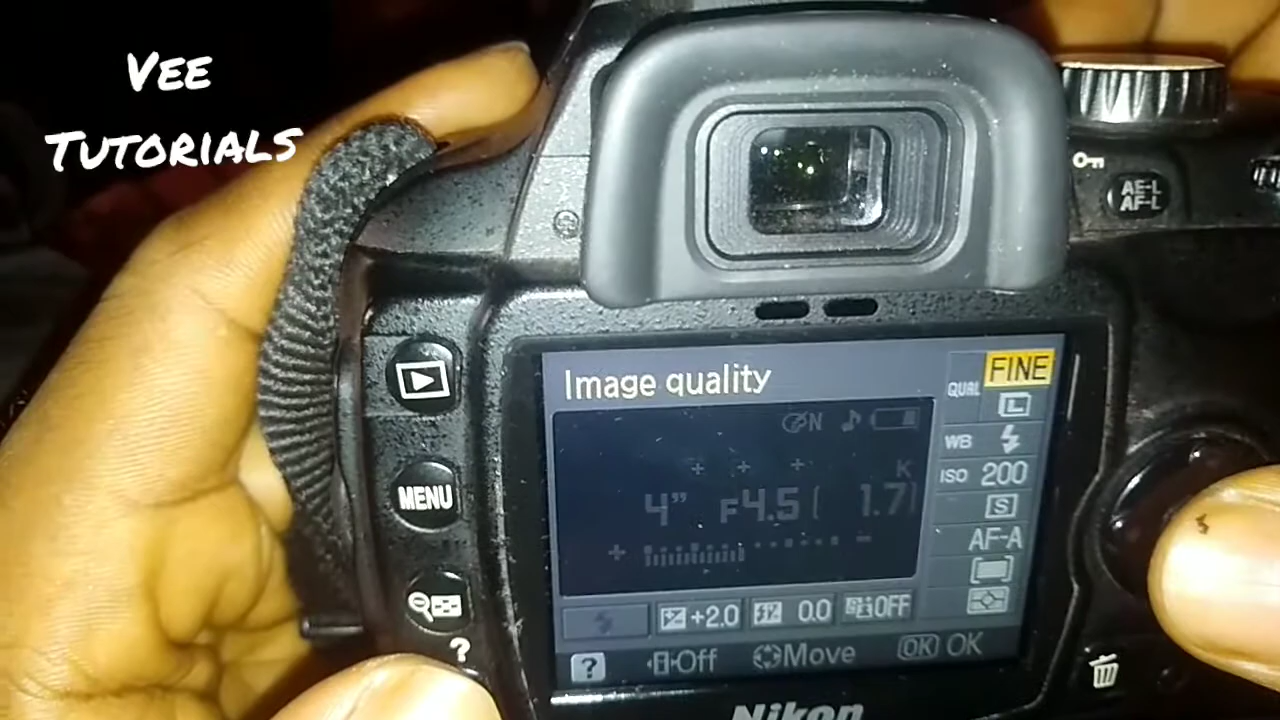 VEE
TUTORIALS
AE-L
AF-L
Image quality
QUAL FINE
L
N
WB
K
ISO 200
4" F4.5 [ 1.7]
S
AF-A
+2.0 0.0 OFF
? Off Move OK OK
MENU
?
Nikon